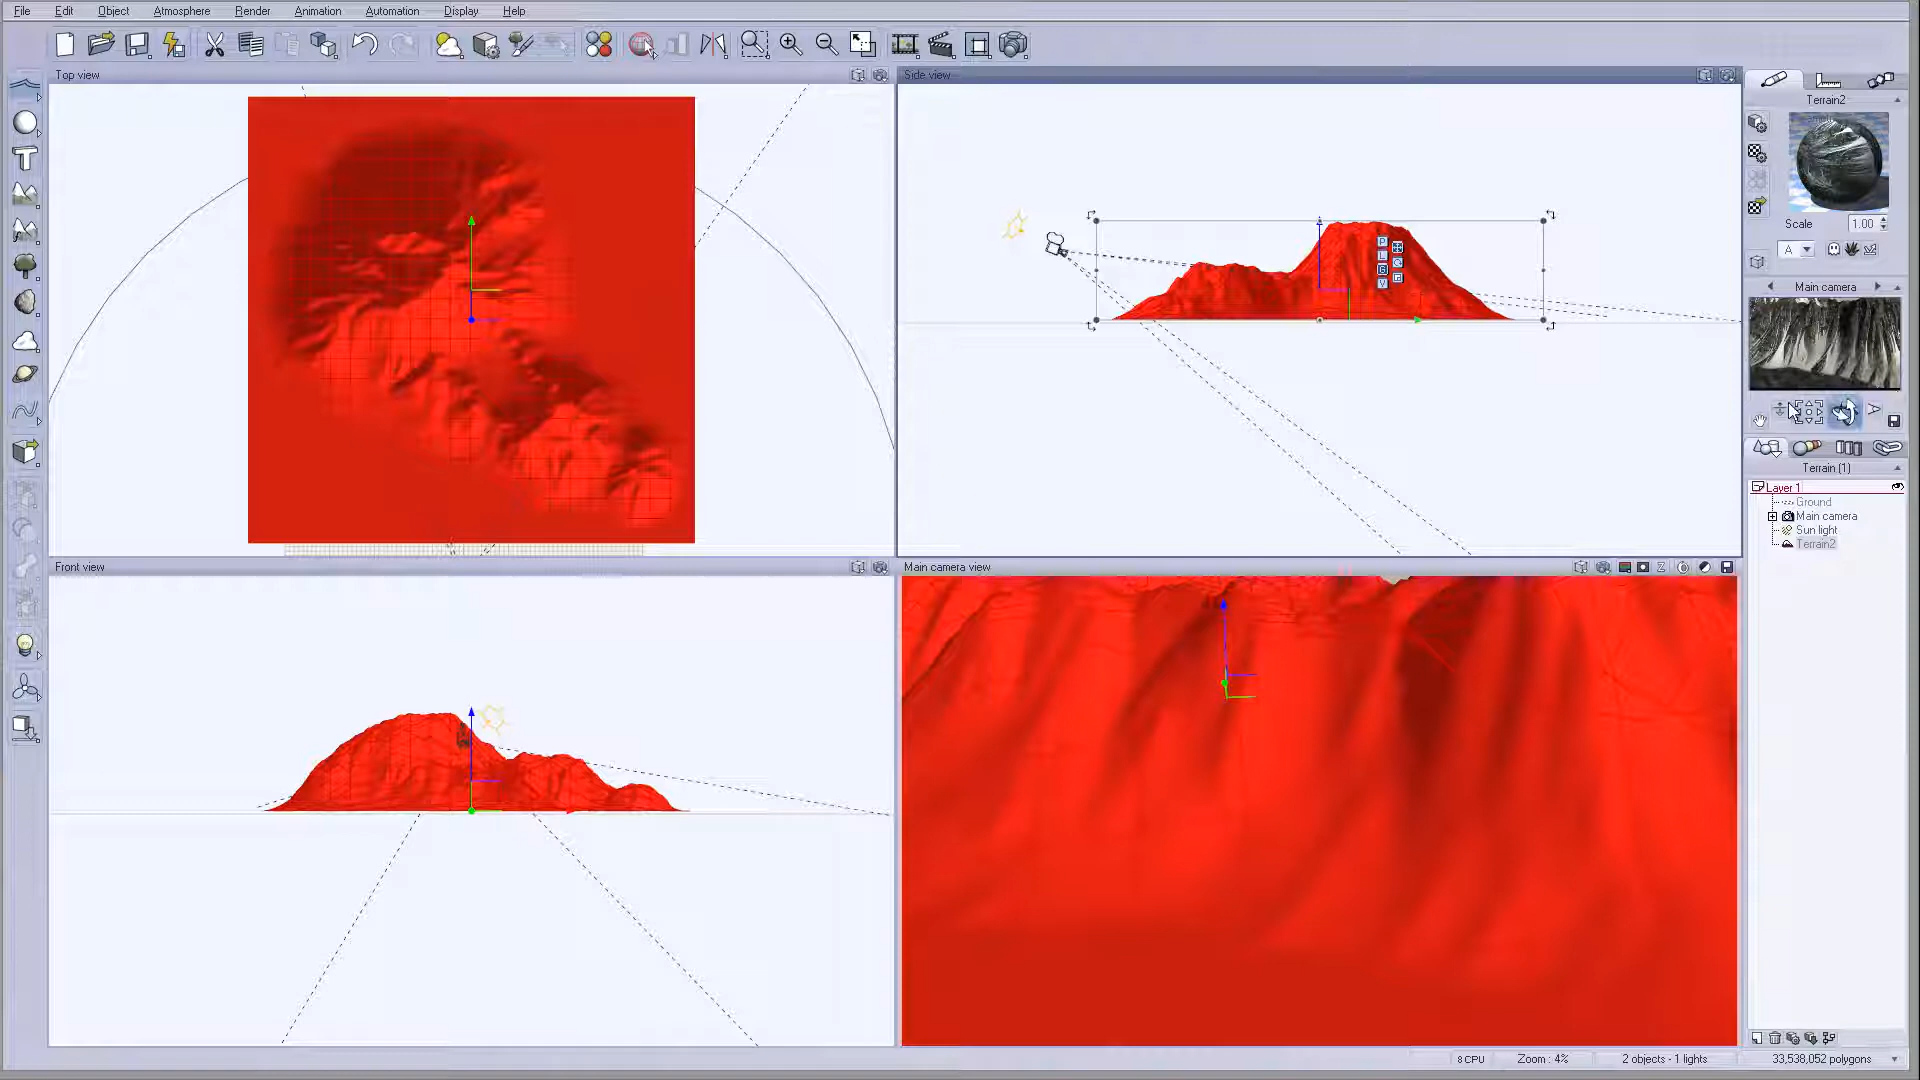 File Edit Object Atmosphere Render Animation Automation Display Help
Top view
Side view
Terrain2
Scale 1.00
A
Main camera
Terrain (1)
Layer 1
Ground
Main camera
Sun light
Terrain2
P
L
G
V
Front view
Main camera view
Z
8 CPU Zoom : 4% 2 objects - 1 lights 33,538,052 polygons